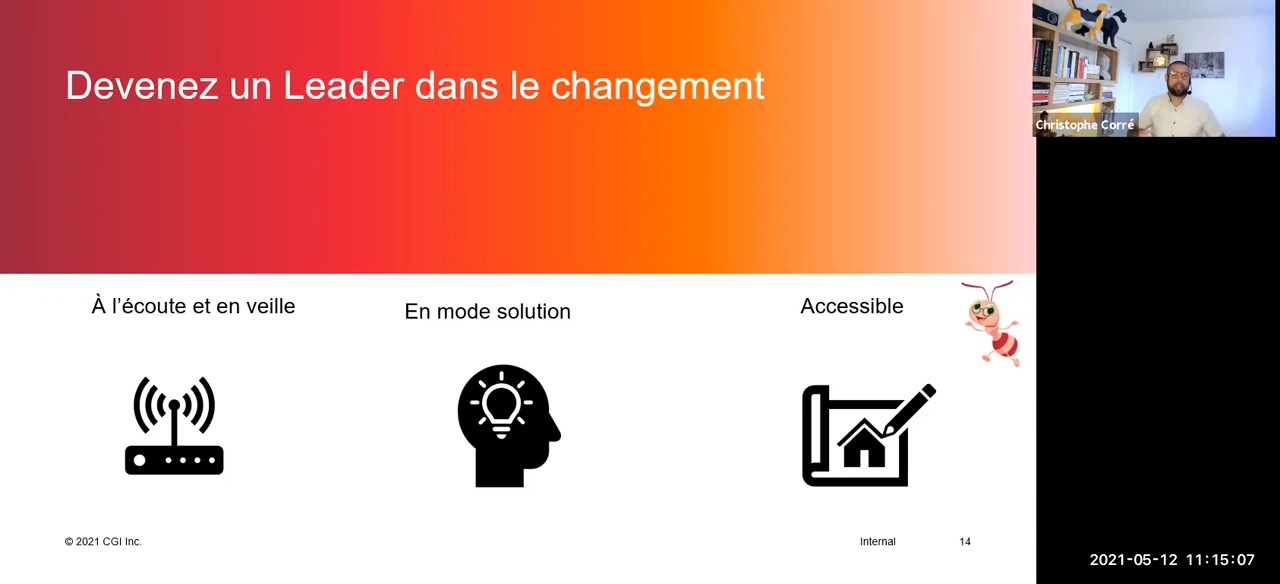 Devenez un Leader dans le changement
Christophe Corré
À l’écoute et en veille
En mode solution
Accessible
© 2021 CGI Inc.
Internal
14
2021-05-12 11:15:07